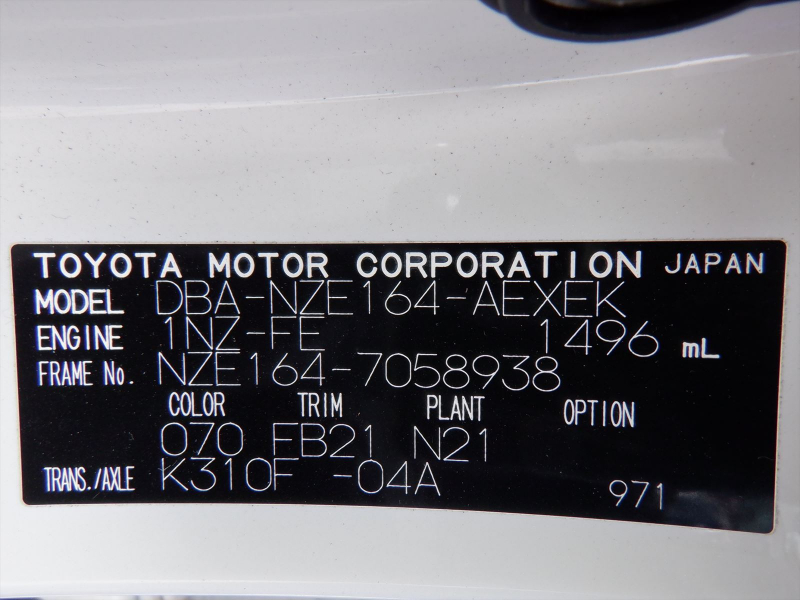 TOYOTA MOTOR CORPORATION JAPAN
MODEL DBA-NZE164-AEXEK
ENGINE 1NZ-FE 1496 mL
FRAME No. NZE164-7058938
COLOR TRIM PLANT OPTION
070 FB21 N21
TRANS./AXLE K310F -04A 971